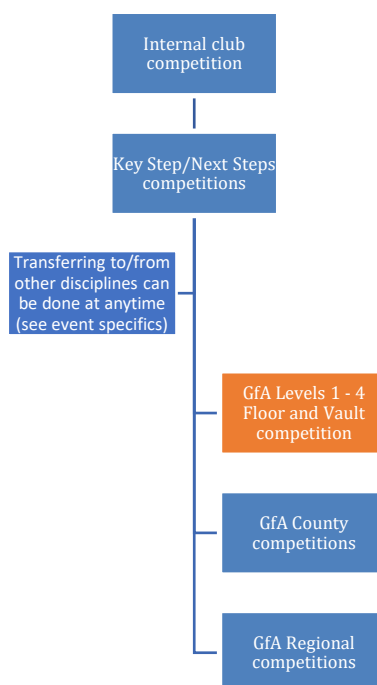 Internal club
competition
Key Step/Next Steps
competitions
Transferring to/from
other disciplines can
be done at anytime
(see event specifics)
GfA Levels 1 - 4
Floor and Vault
competition
GfA County
competitions
GfA Regional
competitions